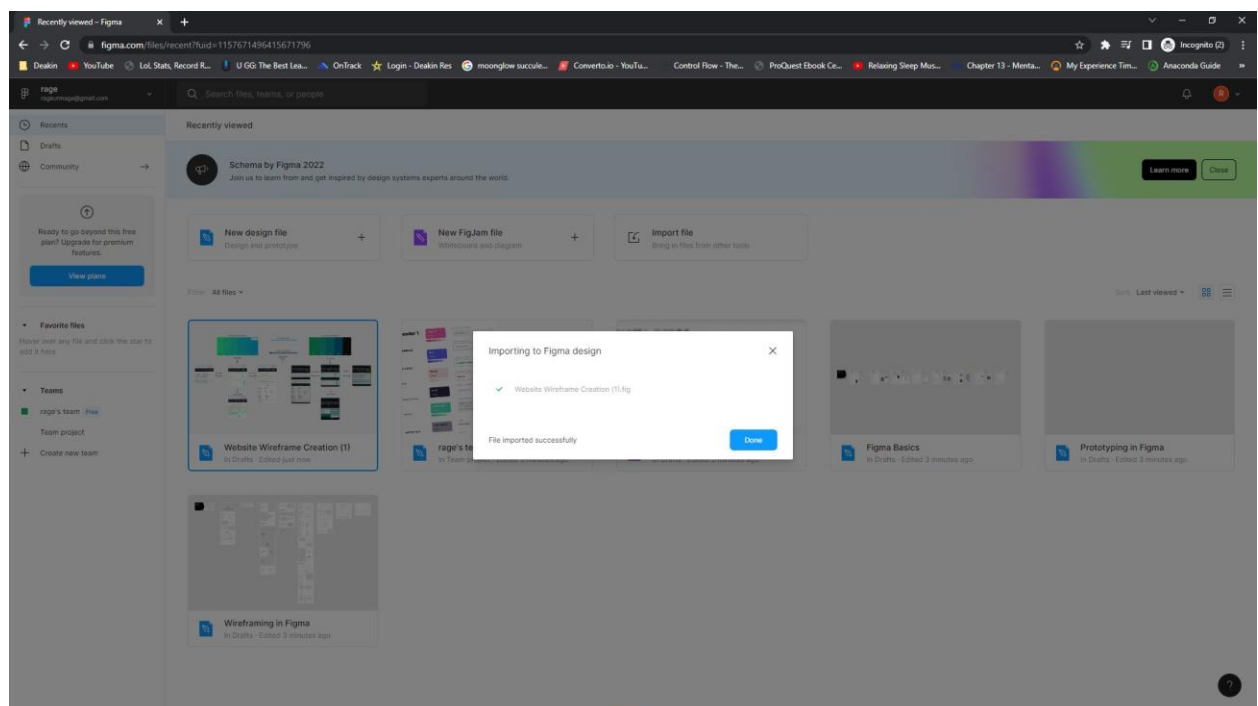 Recently viewed – Figma
figma.com/files/recent?fuid=1157671496415671796
Incognito (2)
Deakin
YouTube
LoL Stats, Record R...
U GG: The Best Lea...
OnTrack
Login - Deakin Res
moonglow succule...
Converto.io - YouTu...
Control Flow - The...
ProQuest Ebook Ce...
Relaxing Sleep Mus...
Chapter 13 - Menta...
My Experience Tim...
Anaconda Guide
rage
Search files, teams, or people
R
Recents
Drafts
Community
Recently viewed
Schema by Figma 2022
Join us to learn from and get inspired by design systems experts around the world.
Learn more
Close
Ready to go beyond this free
plan? Upgrade for premium
features.
View plans
New design file
Design and prototype
New FigJam file
Whiteboard and diagram
Import file
Bring in files from other tools
Filter: All files
Sort: Last viewed
Favorite files
Hover over any file and click the star to
add it here
Teams
rage's team Free
Team project
Create new team
Importing to Figma design
Website Wireframe Creation (1).fig
File imported successfully
Done
Website Wireframe Creation (1)
In Drafts · Edited just now
rage's te
Figma Basics
In Drafts · Edited 3 minutes ago
Prototyping in Figma
In Drafts · Edited 3 minutes ago
Wireframing in Figma
In Drafts · Edited 3 minutes ago
?